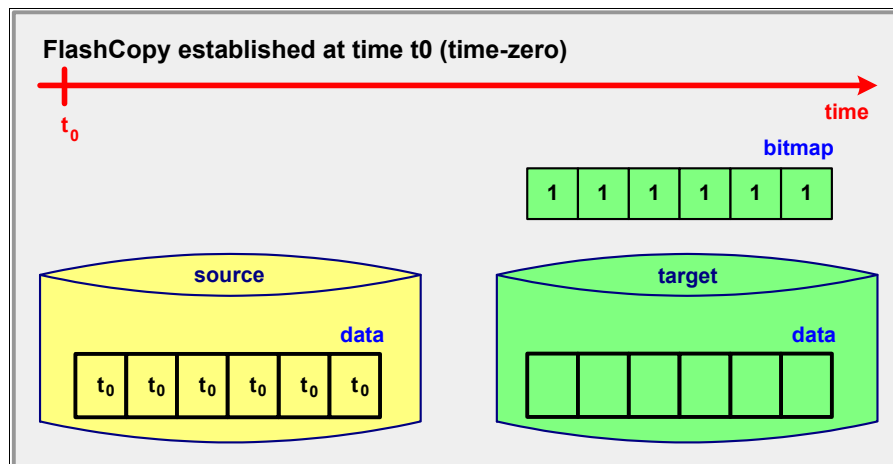 FlashCopy established at time t0 (time-zero)
t0
time
bitmap
1 1 1 1 1 1
source
target
data
data
t0 t0 t0 t0 t0 t0